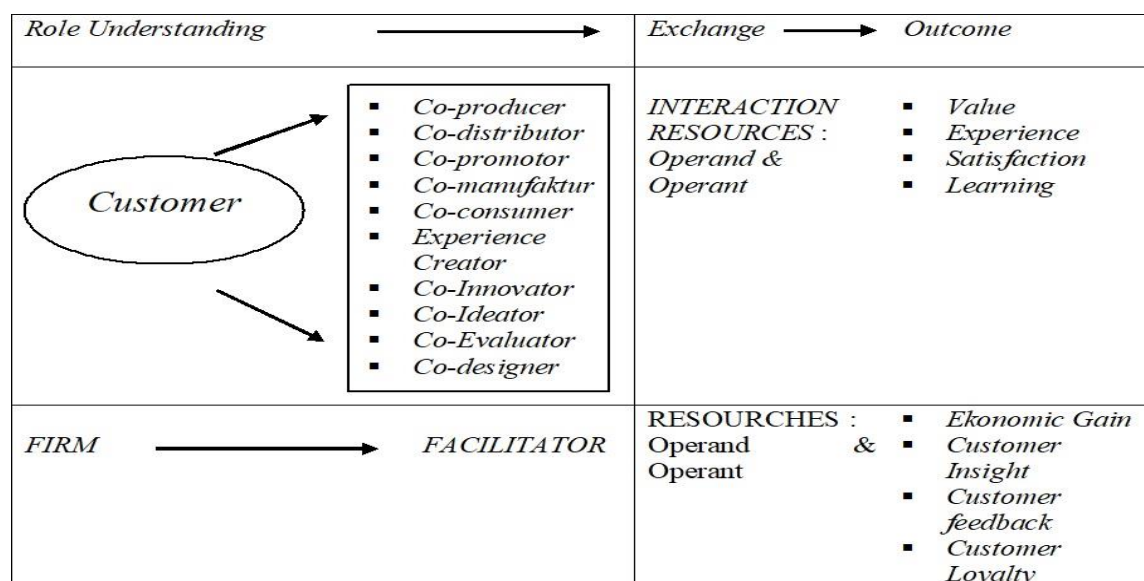 Role Understanding
Exchange
Outcome
Customer
▪ Co-producer
▪ Co-distributor
▪ Co-promotor
▪ Co-manufaktur
▪ Co-consumer
▪ Experience
Creator
▪ Co-Innovator
▪ Co-Ideator
▪ Co-Evaluator
▪ Co-designer
INTERACTION
RESOURCES :
Operand &
Operant
▪ Value
▪ Experience
▪ Satisfaction
▪ Learning
FIRM
FACILITATOR
RESOURCHES :
Operand &
Operant
▪ Ekonomic Gain
▪ Customer
Insight
▪ Customer
feedback
▪ Customer
Loyalty